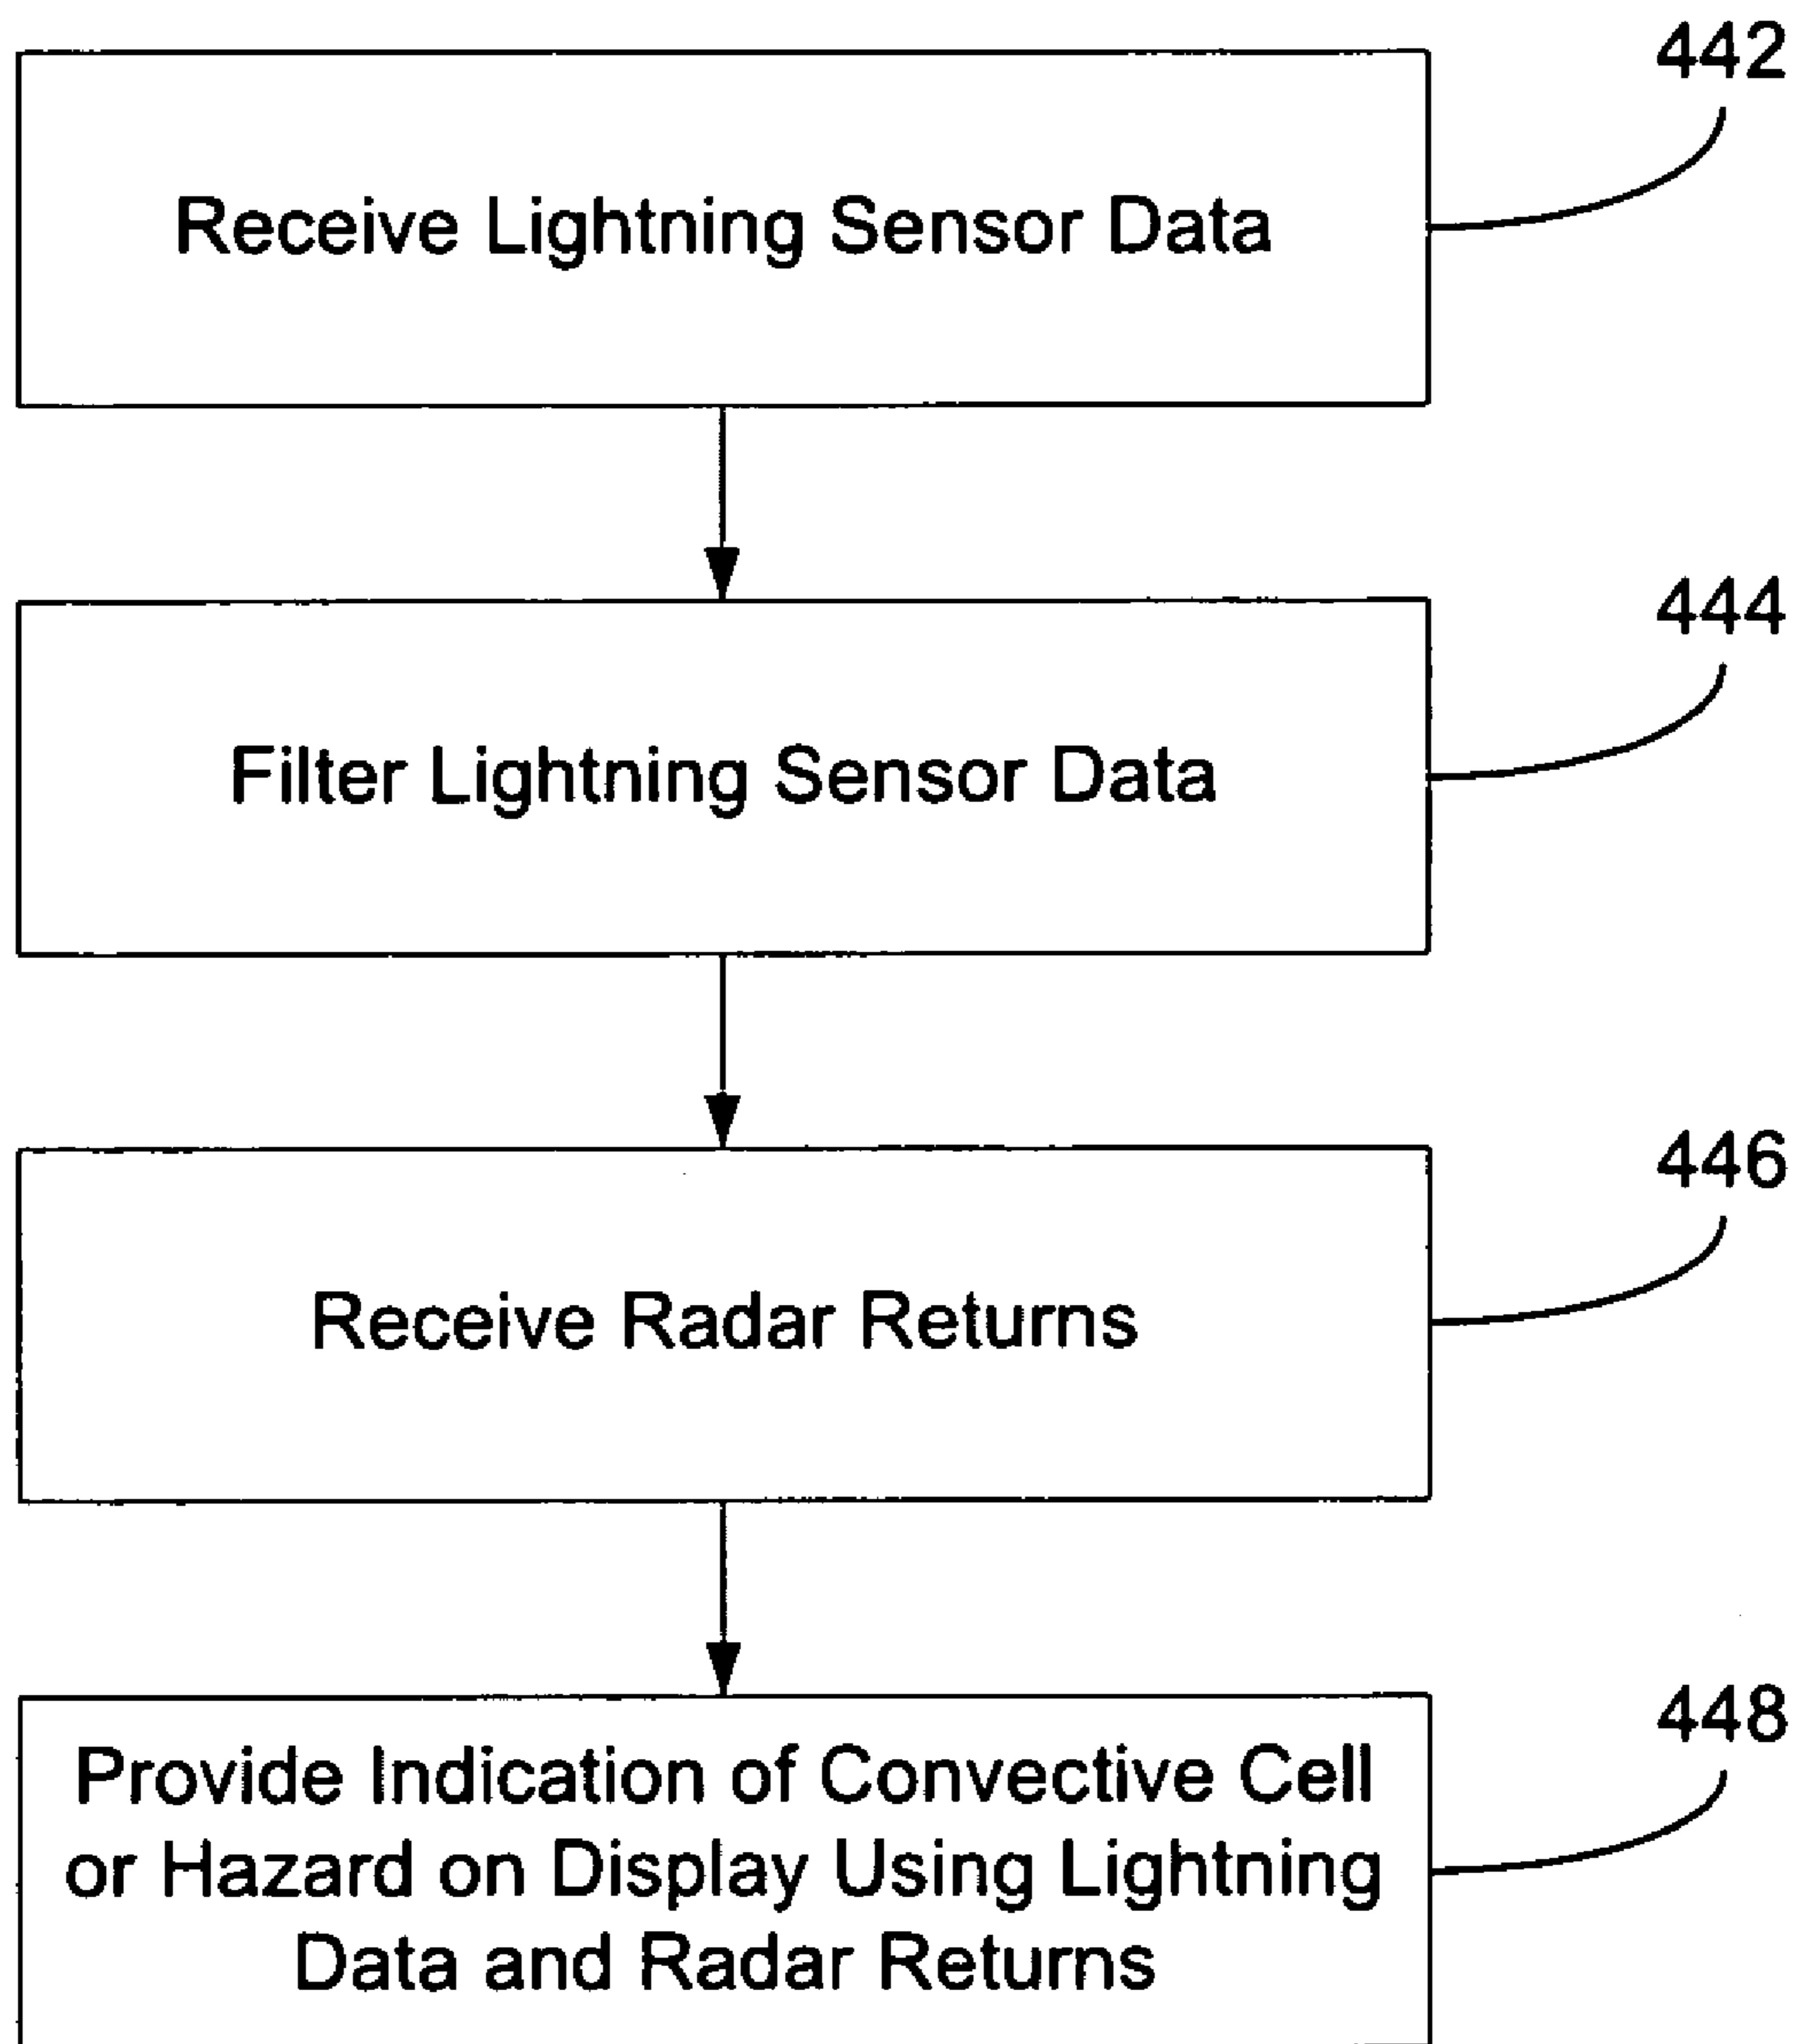 442
Receive Lightning Sensor Data
444
Filter Lightning Sensor Data
446
Receive Radar Returns
448
Provide Indication of Convective Cell
or Hazard on Display Using Lightning
Data and Radar Returns